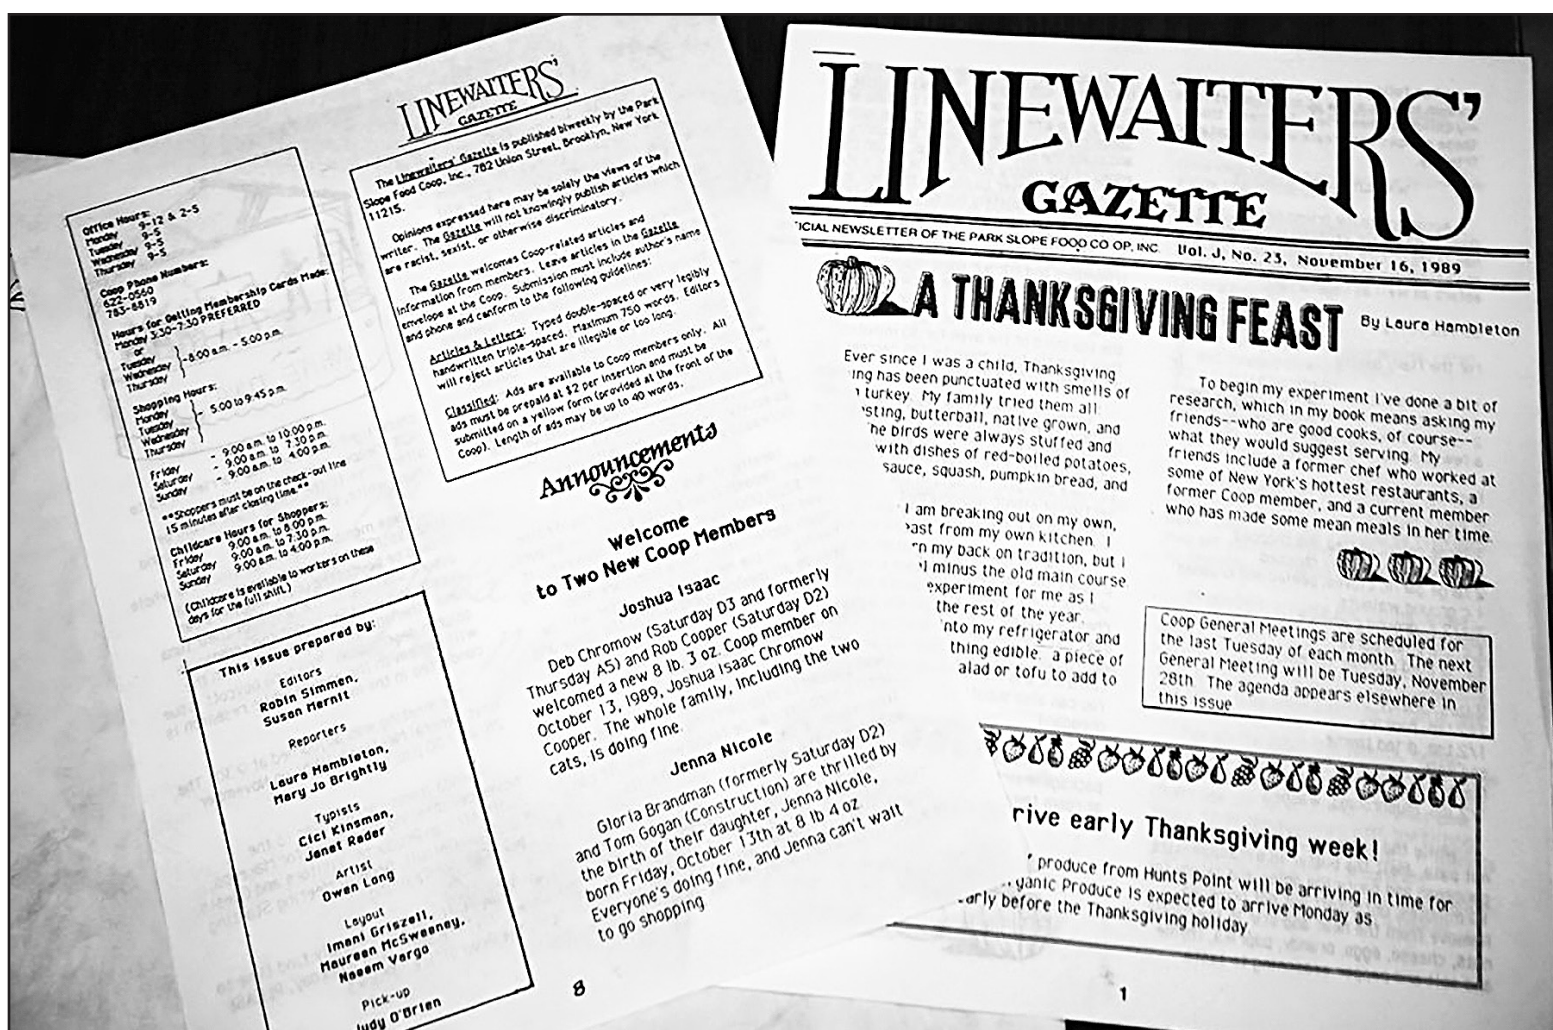 LINEWAITERS'
GAZETTE
Office Hours:
Monday 9-12 & 2-5
Tuesday 9-5
Wednesday 9-5
Thursday 9-5
Coop Phone Numbers:
622-0560
783-8819
Hours for Getting Membership Cards Made:
Monday 5:30-7:30 PREFERRED
or
Tuesday
Wednesday -8:00 a.m. - 5:00 p.m.
Thursday
Shopping Hours:
Monday
Tuesday - 5:00 to 9:45 p.m.
Wednesday
Thursday
Friday - 9:00 a.m. to 10:00 p.m.
Saturday - 9:00 a.m. to 7:30 p.m.
Sunday - 9:00 a.m. to 4:00 p.m.
**Shoppers must be on the check-out line
15 minutes after closing time.**
Childcare Hours for Shoppers:
Friday 9:00 a.m. to 8:00 p.m.
Saturday 9:00 a.m. to 7:30 p.m.
Sunday 9:00 a.m. to 4:00 p.m.
(Childcare is available to workers on these
days for the full shift.)
This issue prepared by:
Editors
Robin Simmen,
Susan Mernit
Reporters
Laura Hambleton,
Mary Jo Brightly
Typists
Cici Kinsman,
Janet Rader
Artist
Owen Long
Layout
Imani Griszell,
Maureen McSweeney,
Naeem Vargo
Pick-up
Judy O'Brien
The Linewaiters' Gazette is published biweekly by the Park
Slope Food Coop, Inc., 782 Union Street, Brooklyn, New York
11215.
Opinions expressed here may be solely the views of the
writer. The Gazette will not knowingly publish articles which
are racist, sexist, or otherwise discriminatory.
The Gazette welcomes Coop-related articles and
information from members. Leave articles in the Gazette
envelope at the Coop. Submission must include author's name
and phone and conform to the following guidelines:
Articles & Letters: Typed double-spaced or very legibly
handwritten triple-spaced. Maximum 750 words. Editors
will reject articles that are illegible or too long.
Classified: Ads are available to Coop members only. All
ads must be prepaid at $2 per insertion and must be
submitted on a yellow form (provided at the front of the
Coop). Length of ads may be up to 40 words.
Announcements
Welcome
to Two New Coop Members
Joshua Isaac
Deb Chromow (Saturday D3 and formerly
Thursday A5) and Rob Cooper (Saturday D2)
welcomed a new 8 lb. 3 oz. Coop member on
October 13, 1989, Joshua Isaac Chromow
Cooper. The whole family, including the two
cats, is doing fine.
Jenna Nicole
Gloria Brandman (formerly Saturday D2)
and Tom Gogan (Construction) are thrilled by
the birth of their daughter, Jenna Nicole,
born Friday, October 13th at 8 lb 4 oz
Everyone's doing fine, and Jenna can't wait
to go shopping
8
LINEWAITERS'
GAZETTE
ICIAL NEWSLETTER OF THE PARK SLOPE FOOD CO OP, INC. Vol. J, No. 23, November 16, 1989
A THANKSGIVING FEAST By Laura Hambleton
Ever since I was a child, Thanksgiving
ing has been punctuated with smells of
turkey. My family tried them all
sting, butterball, native grown, and
he birds were always stuffed and
with dishes of red-boiled potatoes,
sauce, squash, pumpkin bread, and
I am breaking out on my own,
ast from my own kitchen. I
rn my back on tradition, but I
l minus the old main course
experiment for me as I
the rest of the year.
nto my refrigerator and
thing edible: a piece of
alad or tofu to add to
To begin my experiment I've done a bit of
research, which in my book means asking my
friends--who are good cooks, of course--
what they would suggest serving. My
friends include a former chef who worked at
some of New York's hottest restaurants, a
former Coop member, and a current member
who has made some mean meals in her time.
Coop General Meetings are scheduled for
the last Tuesday of each month. The next
General Meeting will be Tuesday, November
28th. The agenda appears elsewhere in
this issue
rive early Thanksgiving week!
produce from Hunts Point will be arriving in time for
ganic Produce is expected to arrive Monday as
arly before the Thanksgiving holiday
1